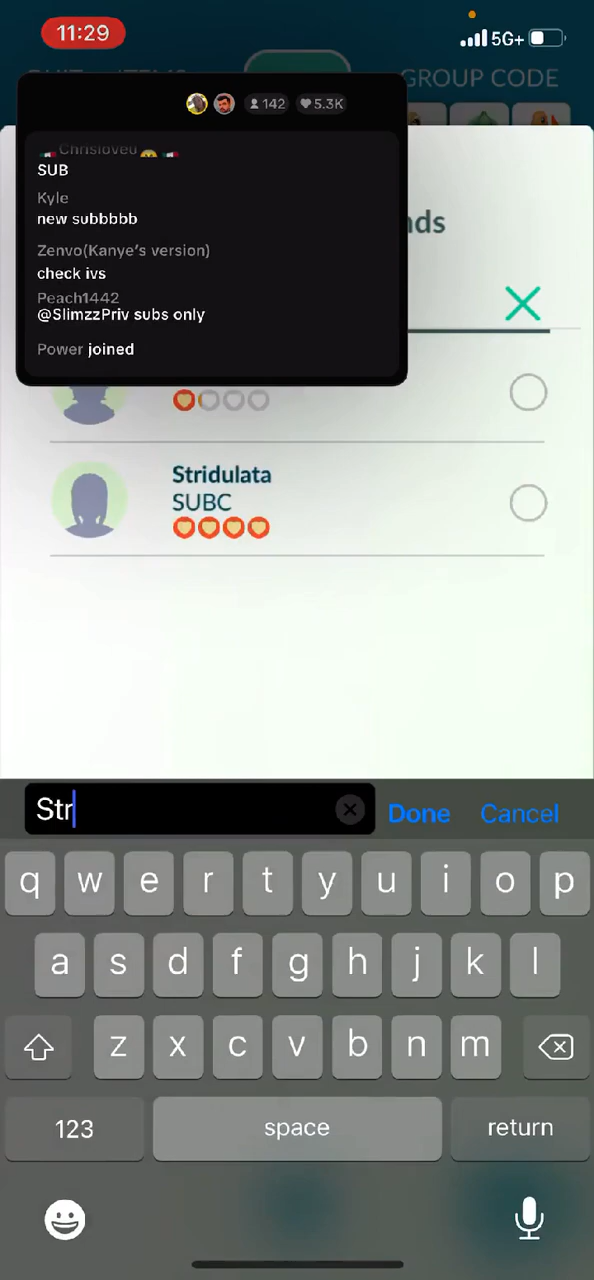 11:29
5G+
GROUP CODE
142
5.3K
Chrisloveu
SUB
Kyle
new subbbbb
Zenvo(Kanye's version)
check ivs
Peach1442
@SlimzzPriv subs only
Power joined
nds
Stridulata
SUBC
Str
Done
Cancel
q w e r t y u i o p
a s d f g h j k l
z x c v b n m
123
space
return